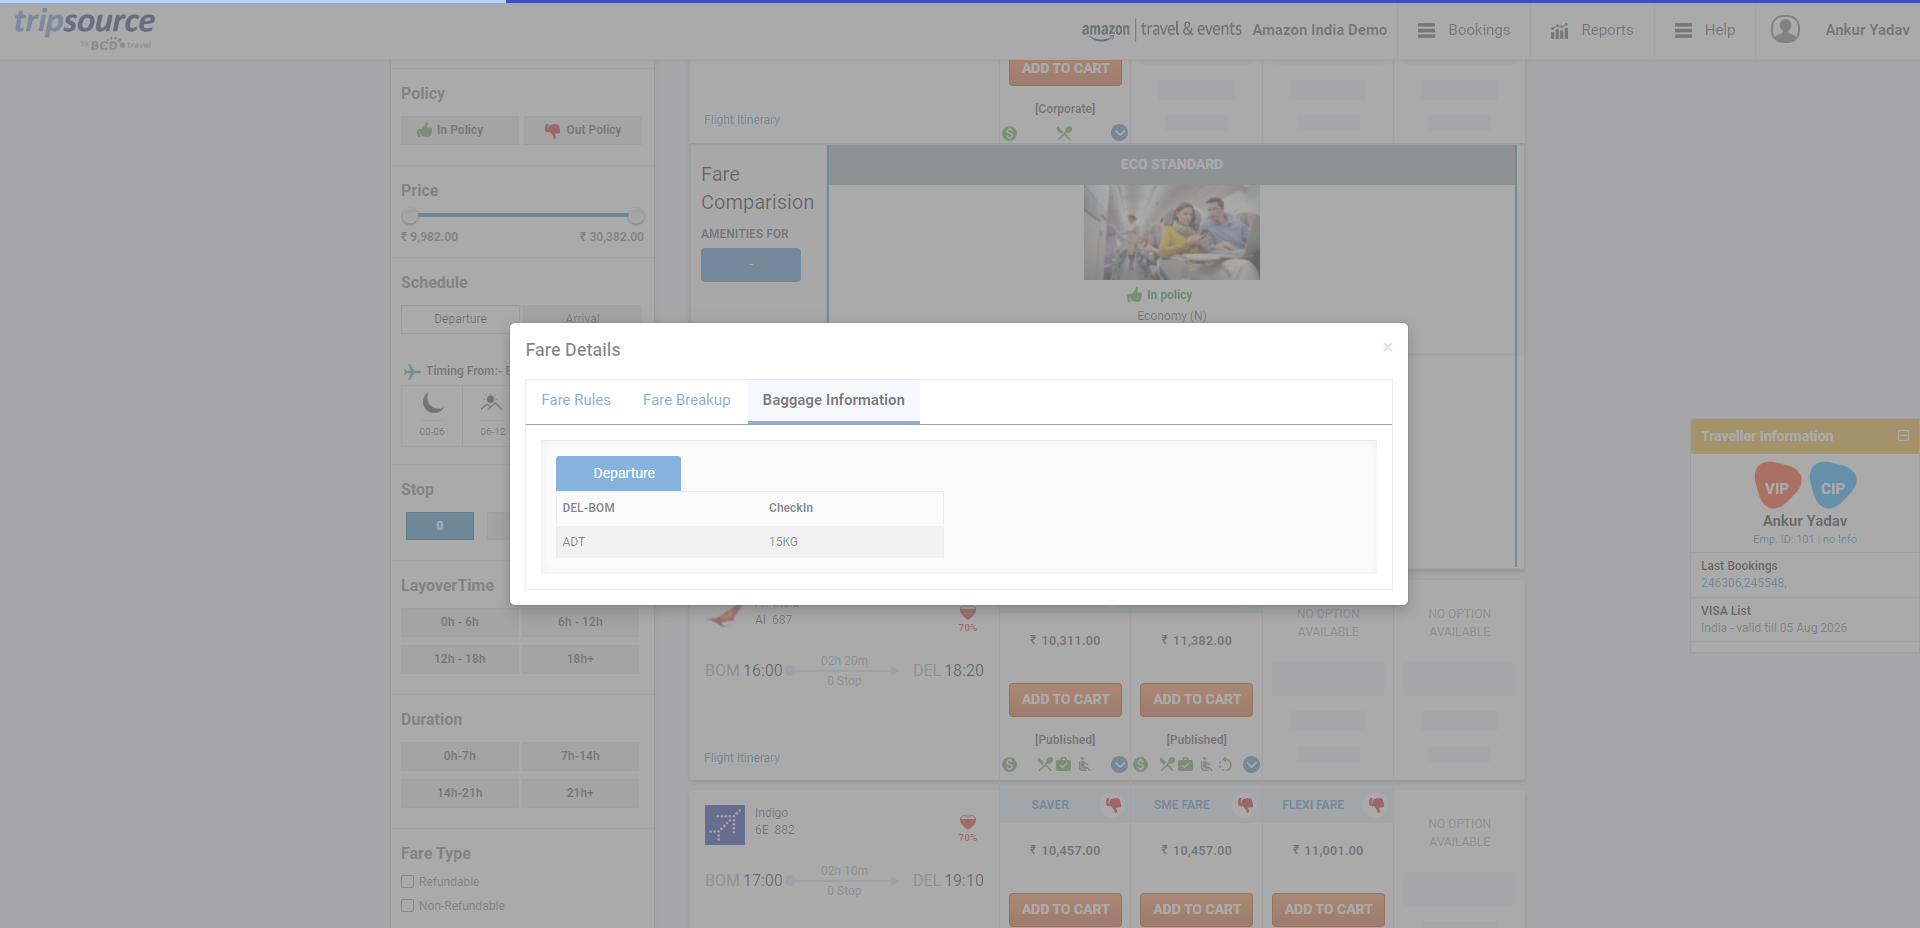 tripsource
by BCD travel
amazon travel & events Amazon India Demo
Bookings
Reports
Help
Ankur Yadav
Policy
In Policy
Out Policy
Price
₹ 9,982.00 ₹ 30,382.00
Schedule
Departure Arrival
Timing From:-
00-06 06-12
Stop
0
LayoverTime
0h - 6h 6h - 12h
12h - 18h 18h+
Duration
0h-7h 7h-14h
14h-21h 21h+
Fare Type
Refundable
Non-Refundable
ADD TO CART
[Corporate]
Flight Itinerary
Fare
Comparision
AMENITIES FOR
-
ECO STANDARD
In policy
Economy (N)
Fare Details ×
Fare Rules Fare Breakup Baggage Information
Departure
DEL-BOM CheckIn
ADT 15KG
AI 687
70%
BOM 16:00 02h 20m DEL 18:20
0 Stop
Flight Itinerary
₹ 10,311.00 ₹ 11,382.00
NO OPTION AVAILABLE
NO OPTION AVAILABLE
ADD TO CART ADD TO CART
[Published] [Published]
Indigo
6E 882
70%
BOM 17:00 02h 10m DEL 19:10
0 Stop
SAVER SME FARE FLEXI FARE
₹ 10,457.00 ₹ 10,457.00 ₹ 11,001.00
NO OPTION AVAILABLE
ADD TO CART ADD TO CART ADD TO CART
Traveller Information
VIP CIP
Ankur Yadav
Emp. ID: 101 | no Info
Last Bookings
246306,245548,
VISA List
India - valid till 05 Aug 2026